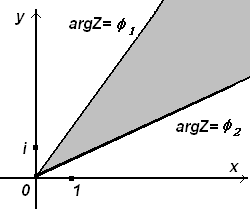 y
argZ= ϕ₁
argZ= ϕ₂
i
x
0
1